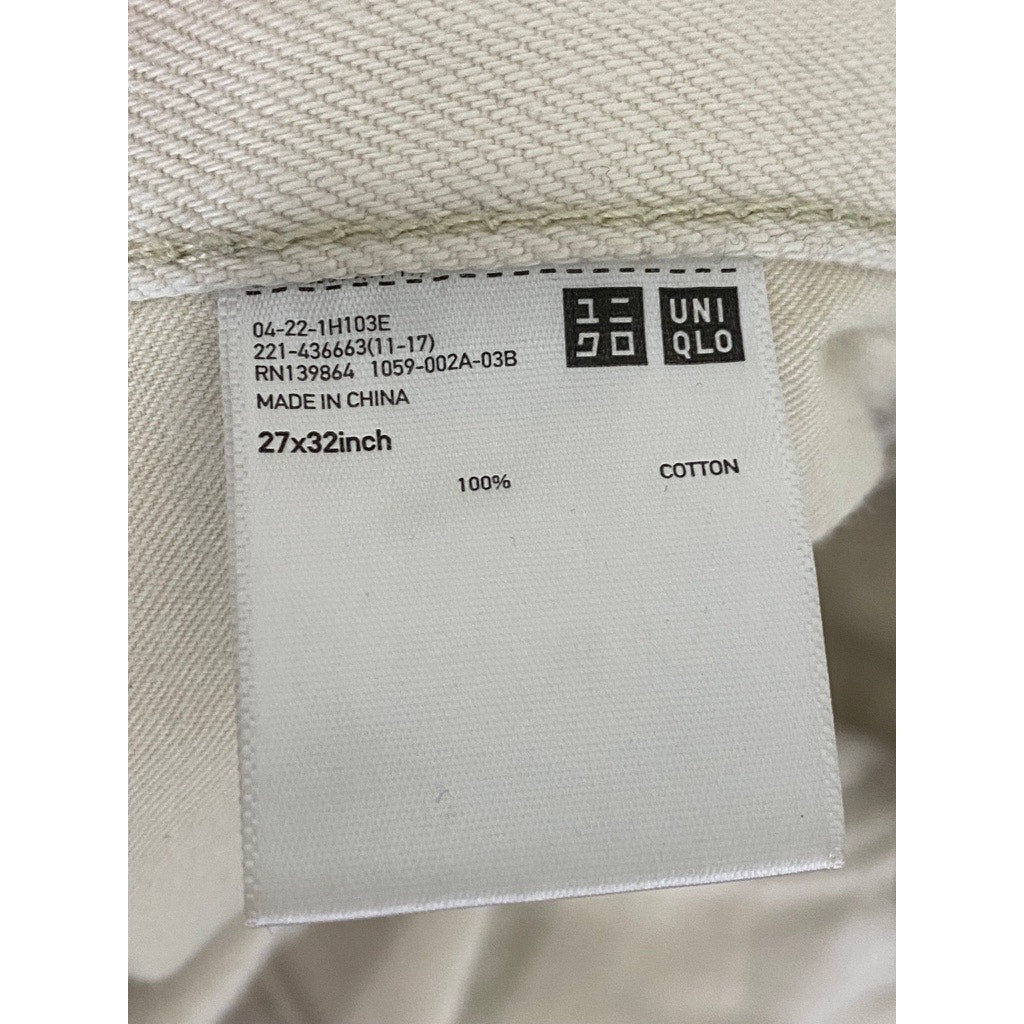 04-22-1H103E
221-436663(11-17)
RN139864 1059-002A-03B
MADE IN CHINA
27x32inch
ユニ
クロ
UNI
QLO
100% COTTON